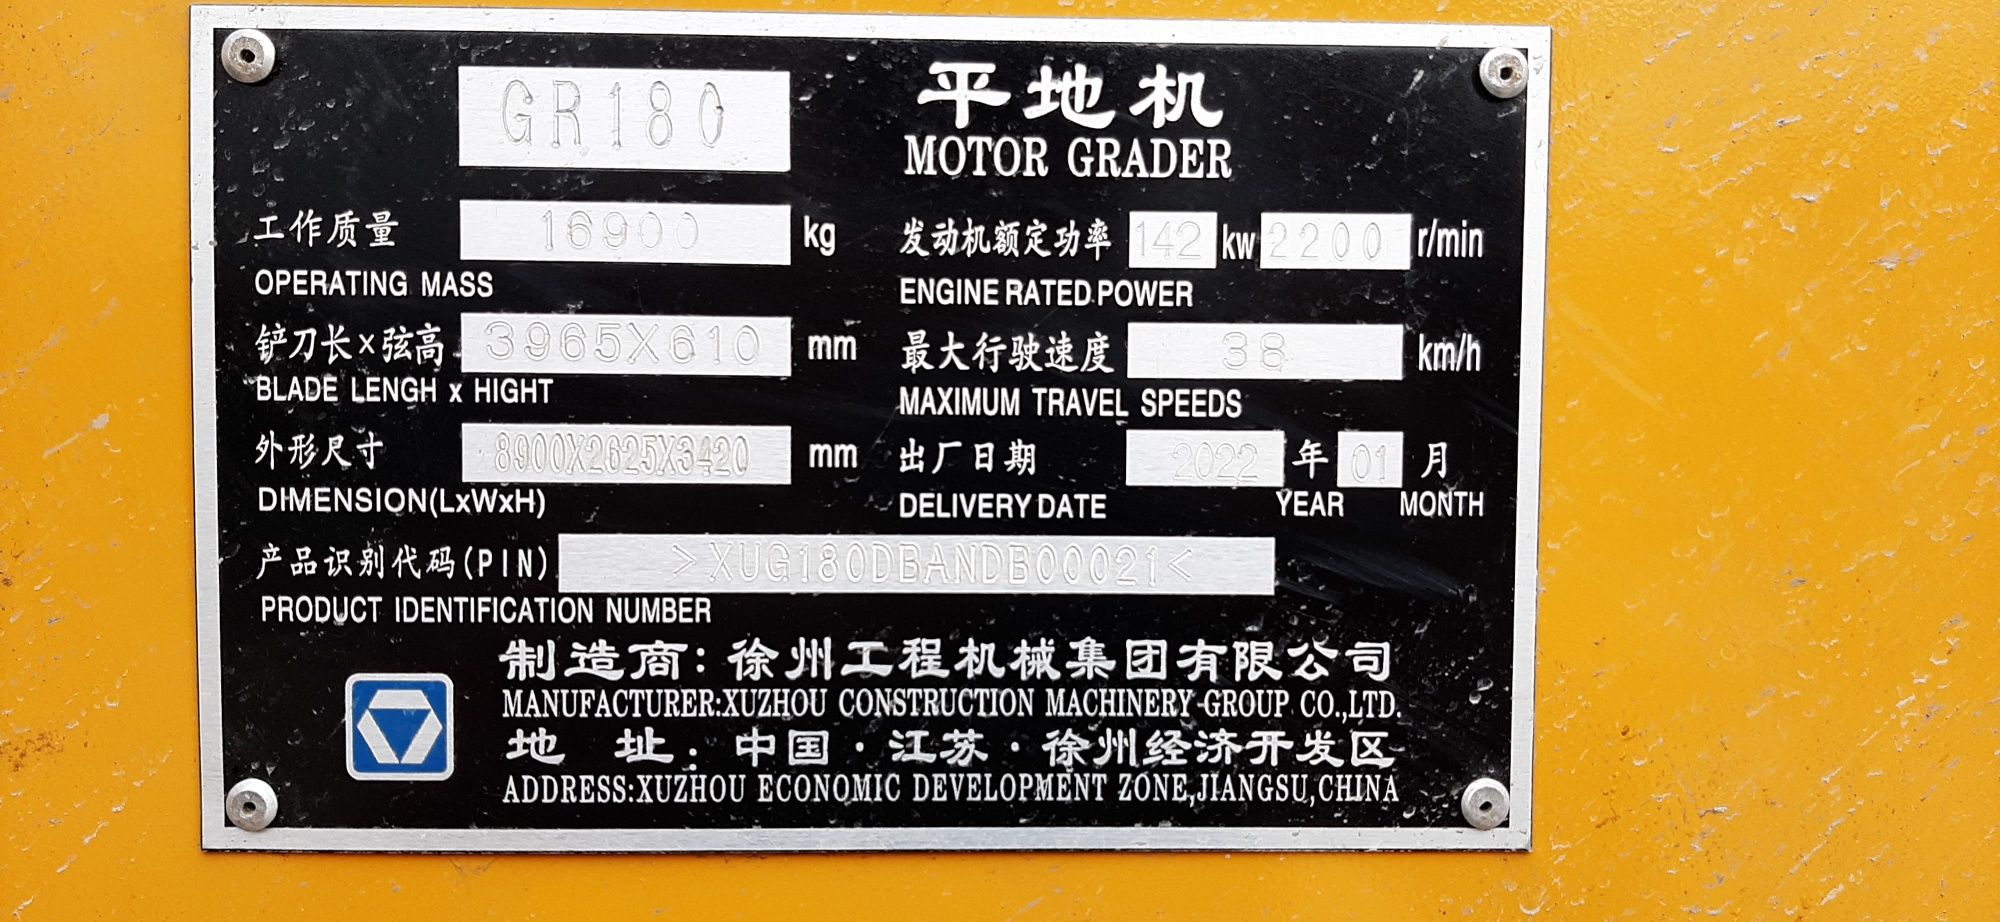 GR180 平地机
MOTOR GRADER
工作质量 16900 kg 发动机额定功率 142 kw 2200 r/min
OPERATING MASS ENGINE RATED POWER
铲刀长×弦高 3965X610 mm 最大行驶速度 38 km/h
BLADE LENGH x HIGHT MAXIMUM TRAVEL SPEEDS
外形尺寸 8900X2625X3420 mm 出厂日期 2022 年 01 月
DIMENSION(LxWxH) DELIVERY DATE YEAR MONTH
产品识别代码(PIN) >XUG180DBANDB00021<
PRODUCT IDENTIFICATION NUMBER
制造商:徐州工程机械集团有限公司
MANUFACTURER:XUZHOU CONSTRUCTION MACHINERY GROUP CO.,LTD.
地 址:中国·江苏·徐州经济开发区
ADDRESS:XUZHOU ECONOMIC DEVELOPMENT ZONE,JIANGSU,CHINA